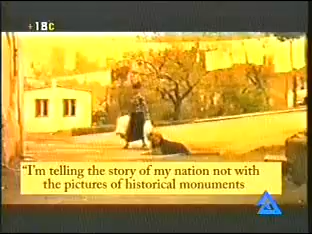 +18C
“I'm telling the story of my nation not with
the pictures of historical monuments